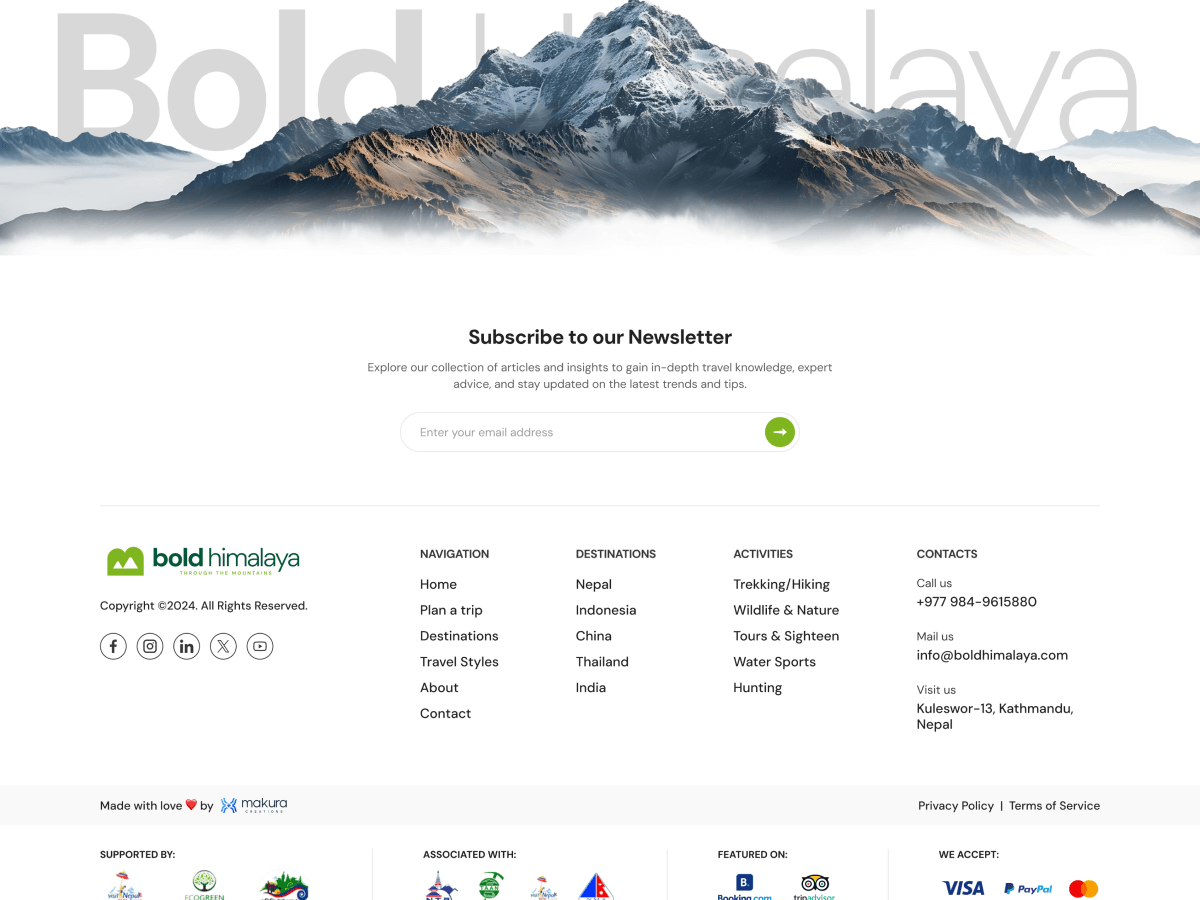 Bold himalaya
Subscribe to our Newsletter
Explore our collection of articles and insights to gain in-depth travel knowledge, expert
advice, and stay updated on the latest trends and tips.
Enter your email address
bold himalaya
THROUGH THE MOUNTAINS
Copyright ©2024. All Rights Reserved.
NAVIGATION
Home
Plan a trip
Destinations
Travel Styles
About
Contact
DESTINATIONS
Nepal
Indonesia
China
Thailand
India
ACTIVITIES
Trekking/Hiking
Wildlife & Nature
Tours & Sighteen
Water Sports
Hunting
CONTACTS
Call us
+977 984-9615880
Mail us
info@boldhimalaya.com
Visit us
Kuleswor-13, Kathmandu,
Nepal
Made with love ❤️ by makura
CREATIONS
Privacy Policy | Terms of Service
SUPPORTED BY:
ECOGREEN
ASSOCIATED WITH:
TAAN
FEATURED ON:
B.
Booking.com
tripadvisor
WE ACCEPT:
VISA
PayPal